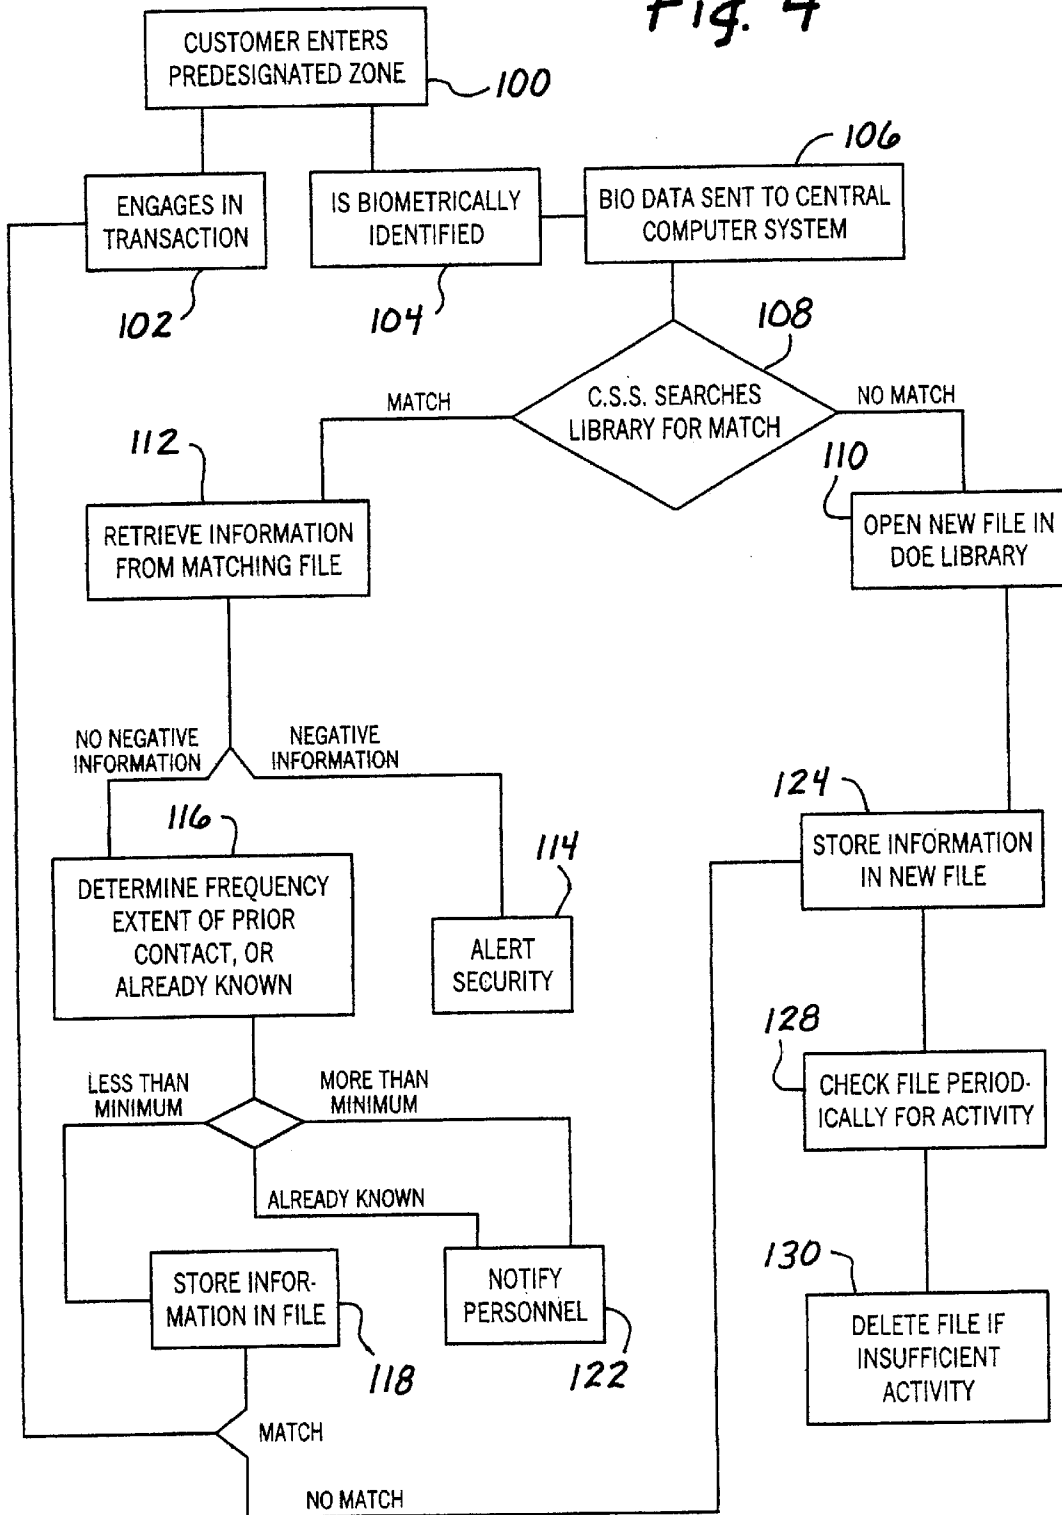 Fig. 4
CUSTOMER ENTERS
PREDESIGNATED ZONE
100
106
ENGAGES IN
TRANSACTION
102
IS BIOMETRICALLY
IDENTIFIED
104
BIO DATA SENT TO CENTRAL
COMPUTER SYSTEM
108
C.S.S. SEARCHES
LIBRARY FOR MATCH
MATCH
NO MATCH
112
RETRIEVE INFORMATION
FROM MATCHING FILE
110
OPEN NEW FILE IN
DOE LIBRARY
NO NEGATIVE
INFORMATION
NEGATIVE
INFORMATION
116
DETERMINE FREQUENCY
EXTENT OF PRIOR
CONTACT, OR
ALREADY KNOWN
114
ALERT
SECURITY
124
STORE INFORMATION
IN NEW FILE
128
CHECK FILE PERIOD-
ICALLY FOR ACTIVITY
LESS THAN
MINIMUM
MORE THAN
MINIMUM
ALREADY KNOWN
STORE INFOR-
MATION IN FILE
118
NOTIFY
PERSONNEL
122
130
DELETE FILE IF
INSUFFICIENT
ACTIVITY
MATCH
NO MATCH